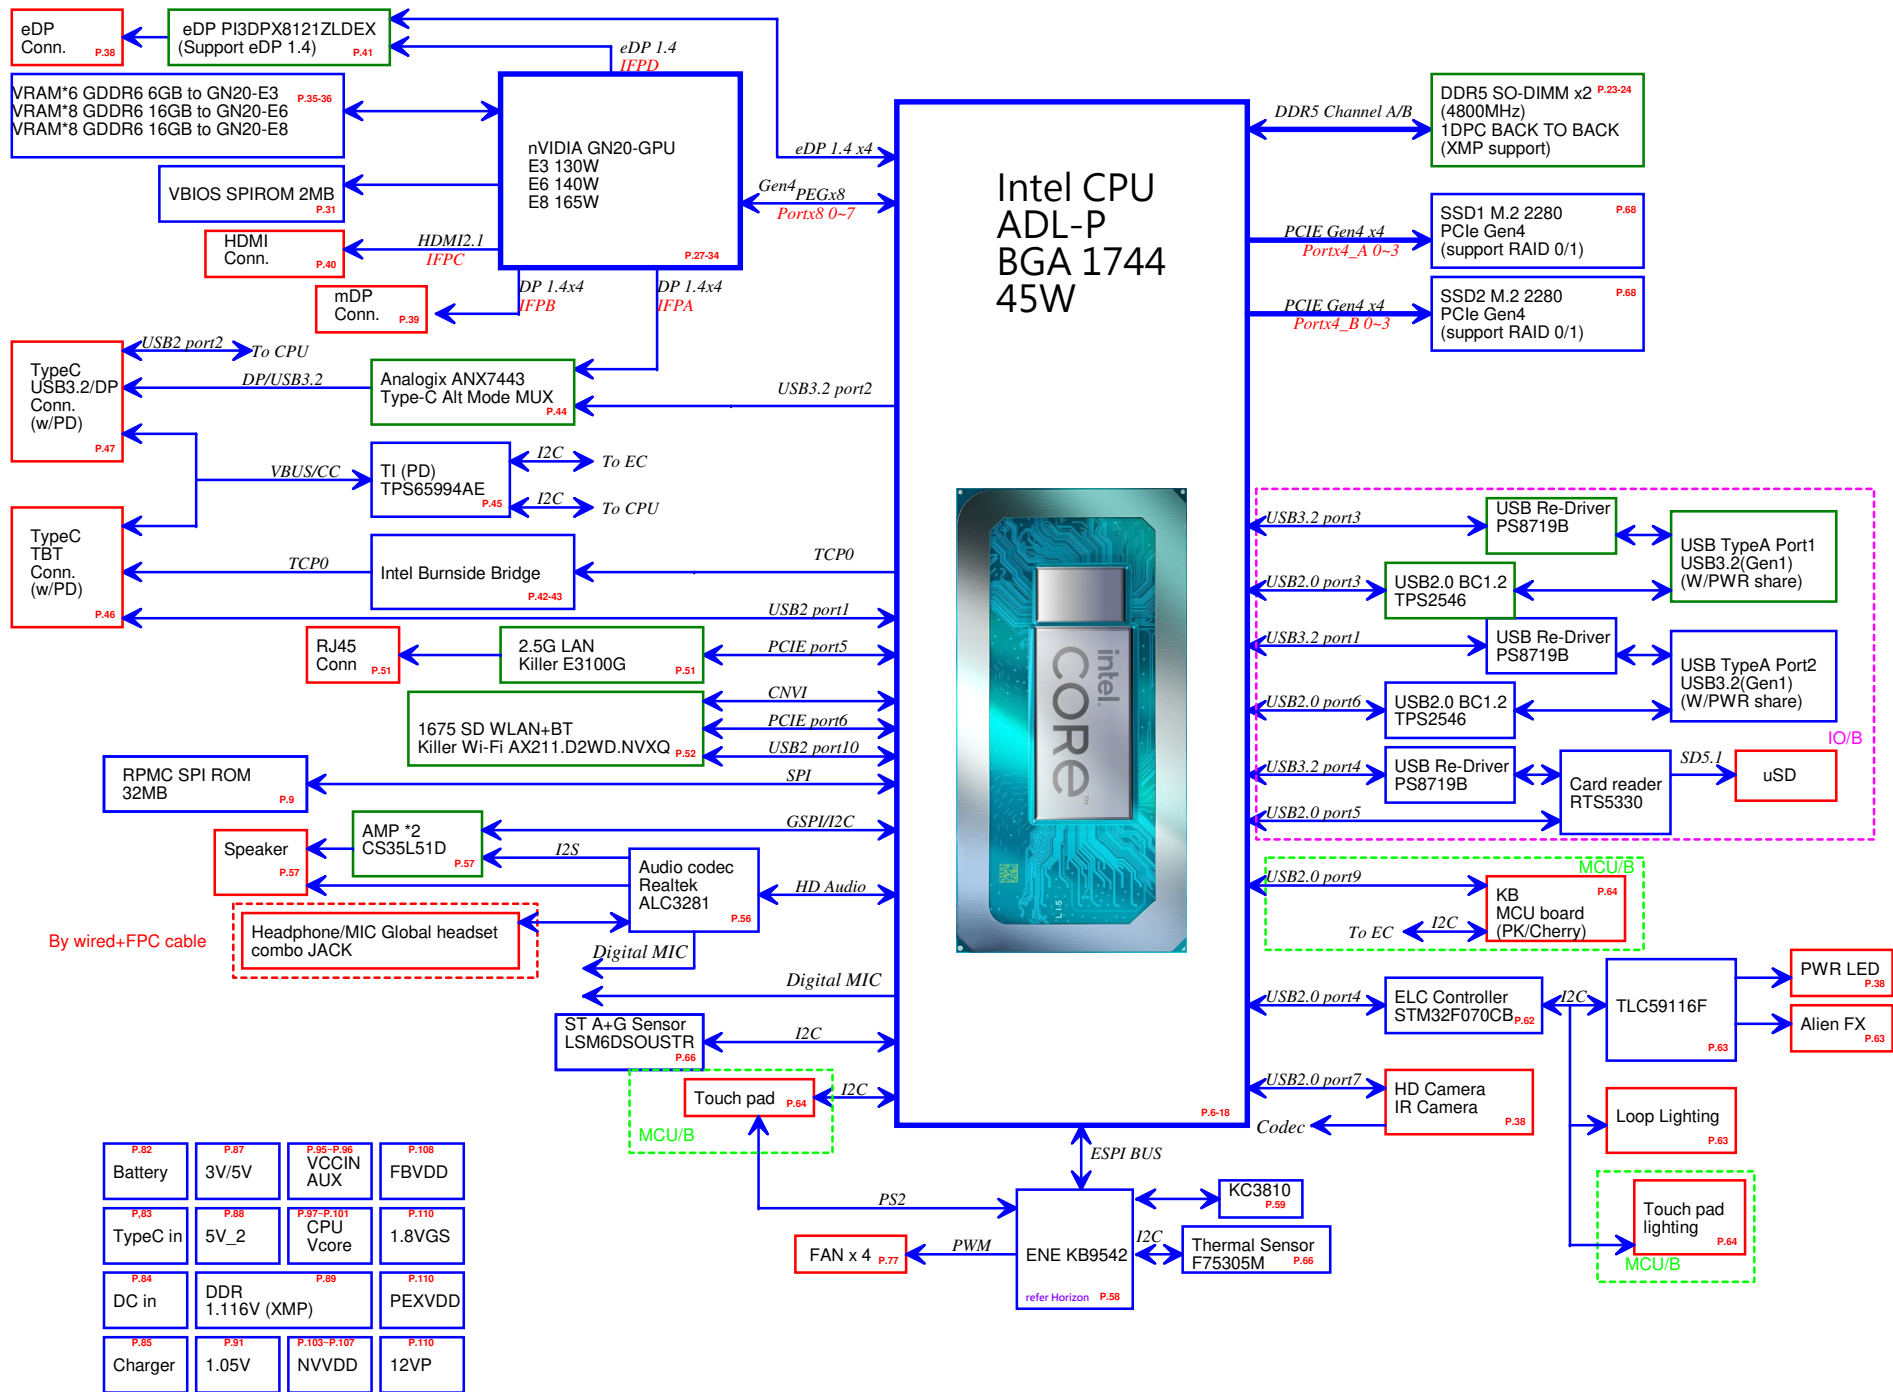 eDP
Conn.
P.38
eDP PI3DPX8121ZLDEX
(Support eDP 1.4)
P.41
eDP 1.4
IFPD
VRAM*6 GDDR6 6GB to GN20-E3
VRAM*8 GDDR6 16GB to GN20-E6
VRAM*8 GDDR6 16GB to GN20-E8
P.35-36
VBIOS SPIROM 2MB
P.31
nVIDIA GN20-GPU
E3 130W
E6 140W
E8 165W
P.27-34
HDMI
Conn.
P.40
HDMI2.1
IFPC
mDP
Conn.
P.39
DP 1.4x4
IFPB
DP 1.4x4
IFPA
eDP 1.4 x4
Gen4
PEGx8
Portx8 0~7
Intel CPU
ADL-P
BGA 1744
45W
intel.
CORE™
L15
P.6-18
DDR5 Channel A/B
DDR5 SO-DIMM x2
P.23-24
(4800MHz)
1DPC BACK TO BACK
(XMP support)
PCIE Gen4 x4
Portx4_A 0~3
SSD1 M.2 2280
P.68
PCIe Gen4
(support RAID 0/1)
PCIE Gen4 x4
Portx4_B 0~3
SSD2 M.2 2280
P.68
PCIe Gen4
(support RAID 0/1)
TypeC
USB3.2/DP
Conn.
(w/PD)
P.47
USB2 port2
To CPU
DP/USB3.2
Analogix ANX7443
Type-C Alt Mode MUX
P.44
USB3.2 port2
VBUS/CC
TI (PD)
TPS65994AE
P.45
I2C
To EC
I2C
To CPU
TypeC
TBT
Conn.
(w/PD)
P.46
TCP0
Intel Burnside Bridge
P.42-43
TCP0
USB2 port1
RJ45
Conn
P.51
2.5G LAN
Killer E3100G
P.51
PCIE port5
1675 SD WLAN+BT
Killer Wi-Fi AX211.D2WD.NVXQ
P.52
CNVI
PCIE port6
USB2 port10
RPMC SPI ROM
32MB
P.9
SPI
Speaker
P.57
AMP *2
CS35L51D
P.57
GSPI/I2C
I2S
Audio codec
Realtek
ALC3281
P.56
HD Audio
By wired+FPC cable
Headphone/MIC Global headset
combo JACK
Digital MIC
Digital MIC
ST A+G Sensor
LSM6DSOUSTR
P.66
I2C
Touch pad
P.64
I2C
MCU/B
PS2
ESPI BUS
ENE KB9542
refer Horizon
P.58
KC3810
P.59
I2C
Thermal Sensor
F75305M
P.66
FAN x 4
P.77
PWM
USB3.2 port3
USB Re-Driver
PS8719B
USB TypeA Port1
USB3.2(Gen1)
(W/PWR share)
USB2.0 port3
USB2.0 BC1.2
TPS2546
USB3.2 port1
USB Re-Driver
PS8719B
USB TypeA Port2
USB3.2(Gen1)
(W/PWR share)
USB2.0 port6
USB2.0 BC1.2
TPS2546
IO/B
USB3.2 port4
USB Re-Driver
PS8719B
Card reader
RTS5330
SD5.1
uSD
USB2.0 port5
MCU/B
USB2.0 port9
KB
P.64
MCU board
(PK/Cherry)
To EC
I2C
USB2.0 port4
ELC Controller
STM32F070CB
P.62
I2C
TLC59116F
P.63
PWR LED
P.38
Alien FX
P.63
USB2.0 port7
HD Camera
IR Camera
P.38
Codec
Loop Lighting
P.63
Touch pad
lighting
P.64
MCU/B
P.82
Battery
P.87
3V/5V
P.95~P.96
VCCIN
AUX
P.108
FBVDD
P,83
TypeC in
P.88
5V_2
P.97~P.101
CPU
Vcore
P.110
1.8VGS
P.84
DC in
P.89
DDR
1.116V (XMP)
P.110
PEXVDD
P.85
Charger
P.91
1.05V
P.103~P.107
NVVDD
P.110
12VP